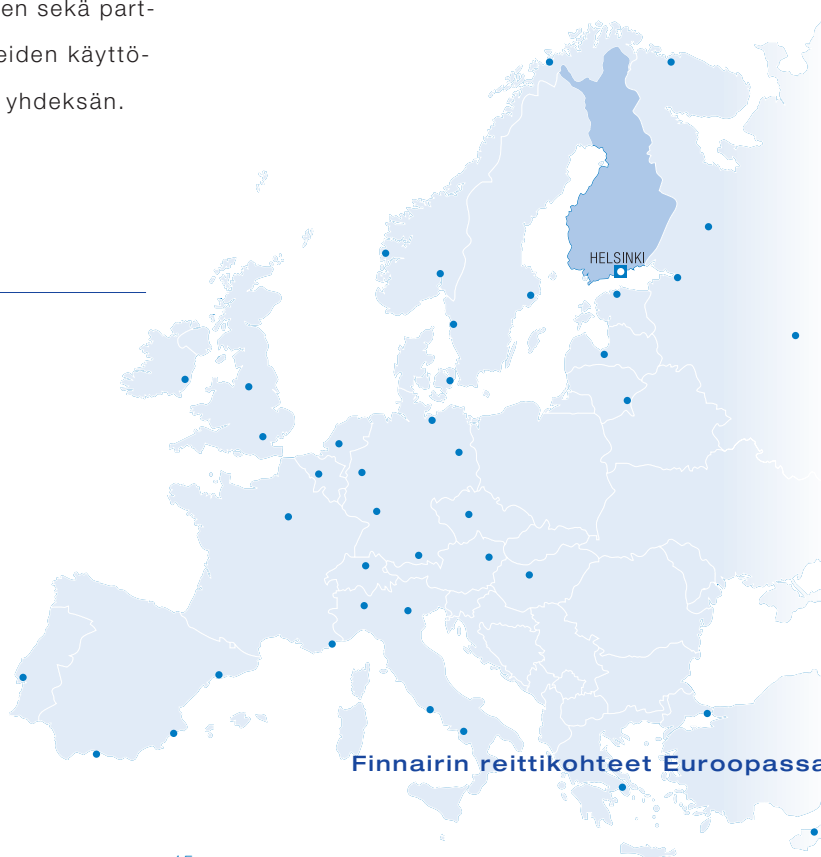 en sekä part-
eiden käyttö-
yhdeksän.
HELSINKI
Finnairin reittikohteet Euroopassa